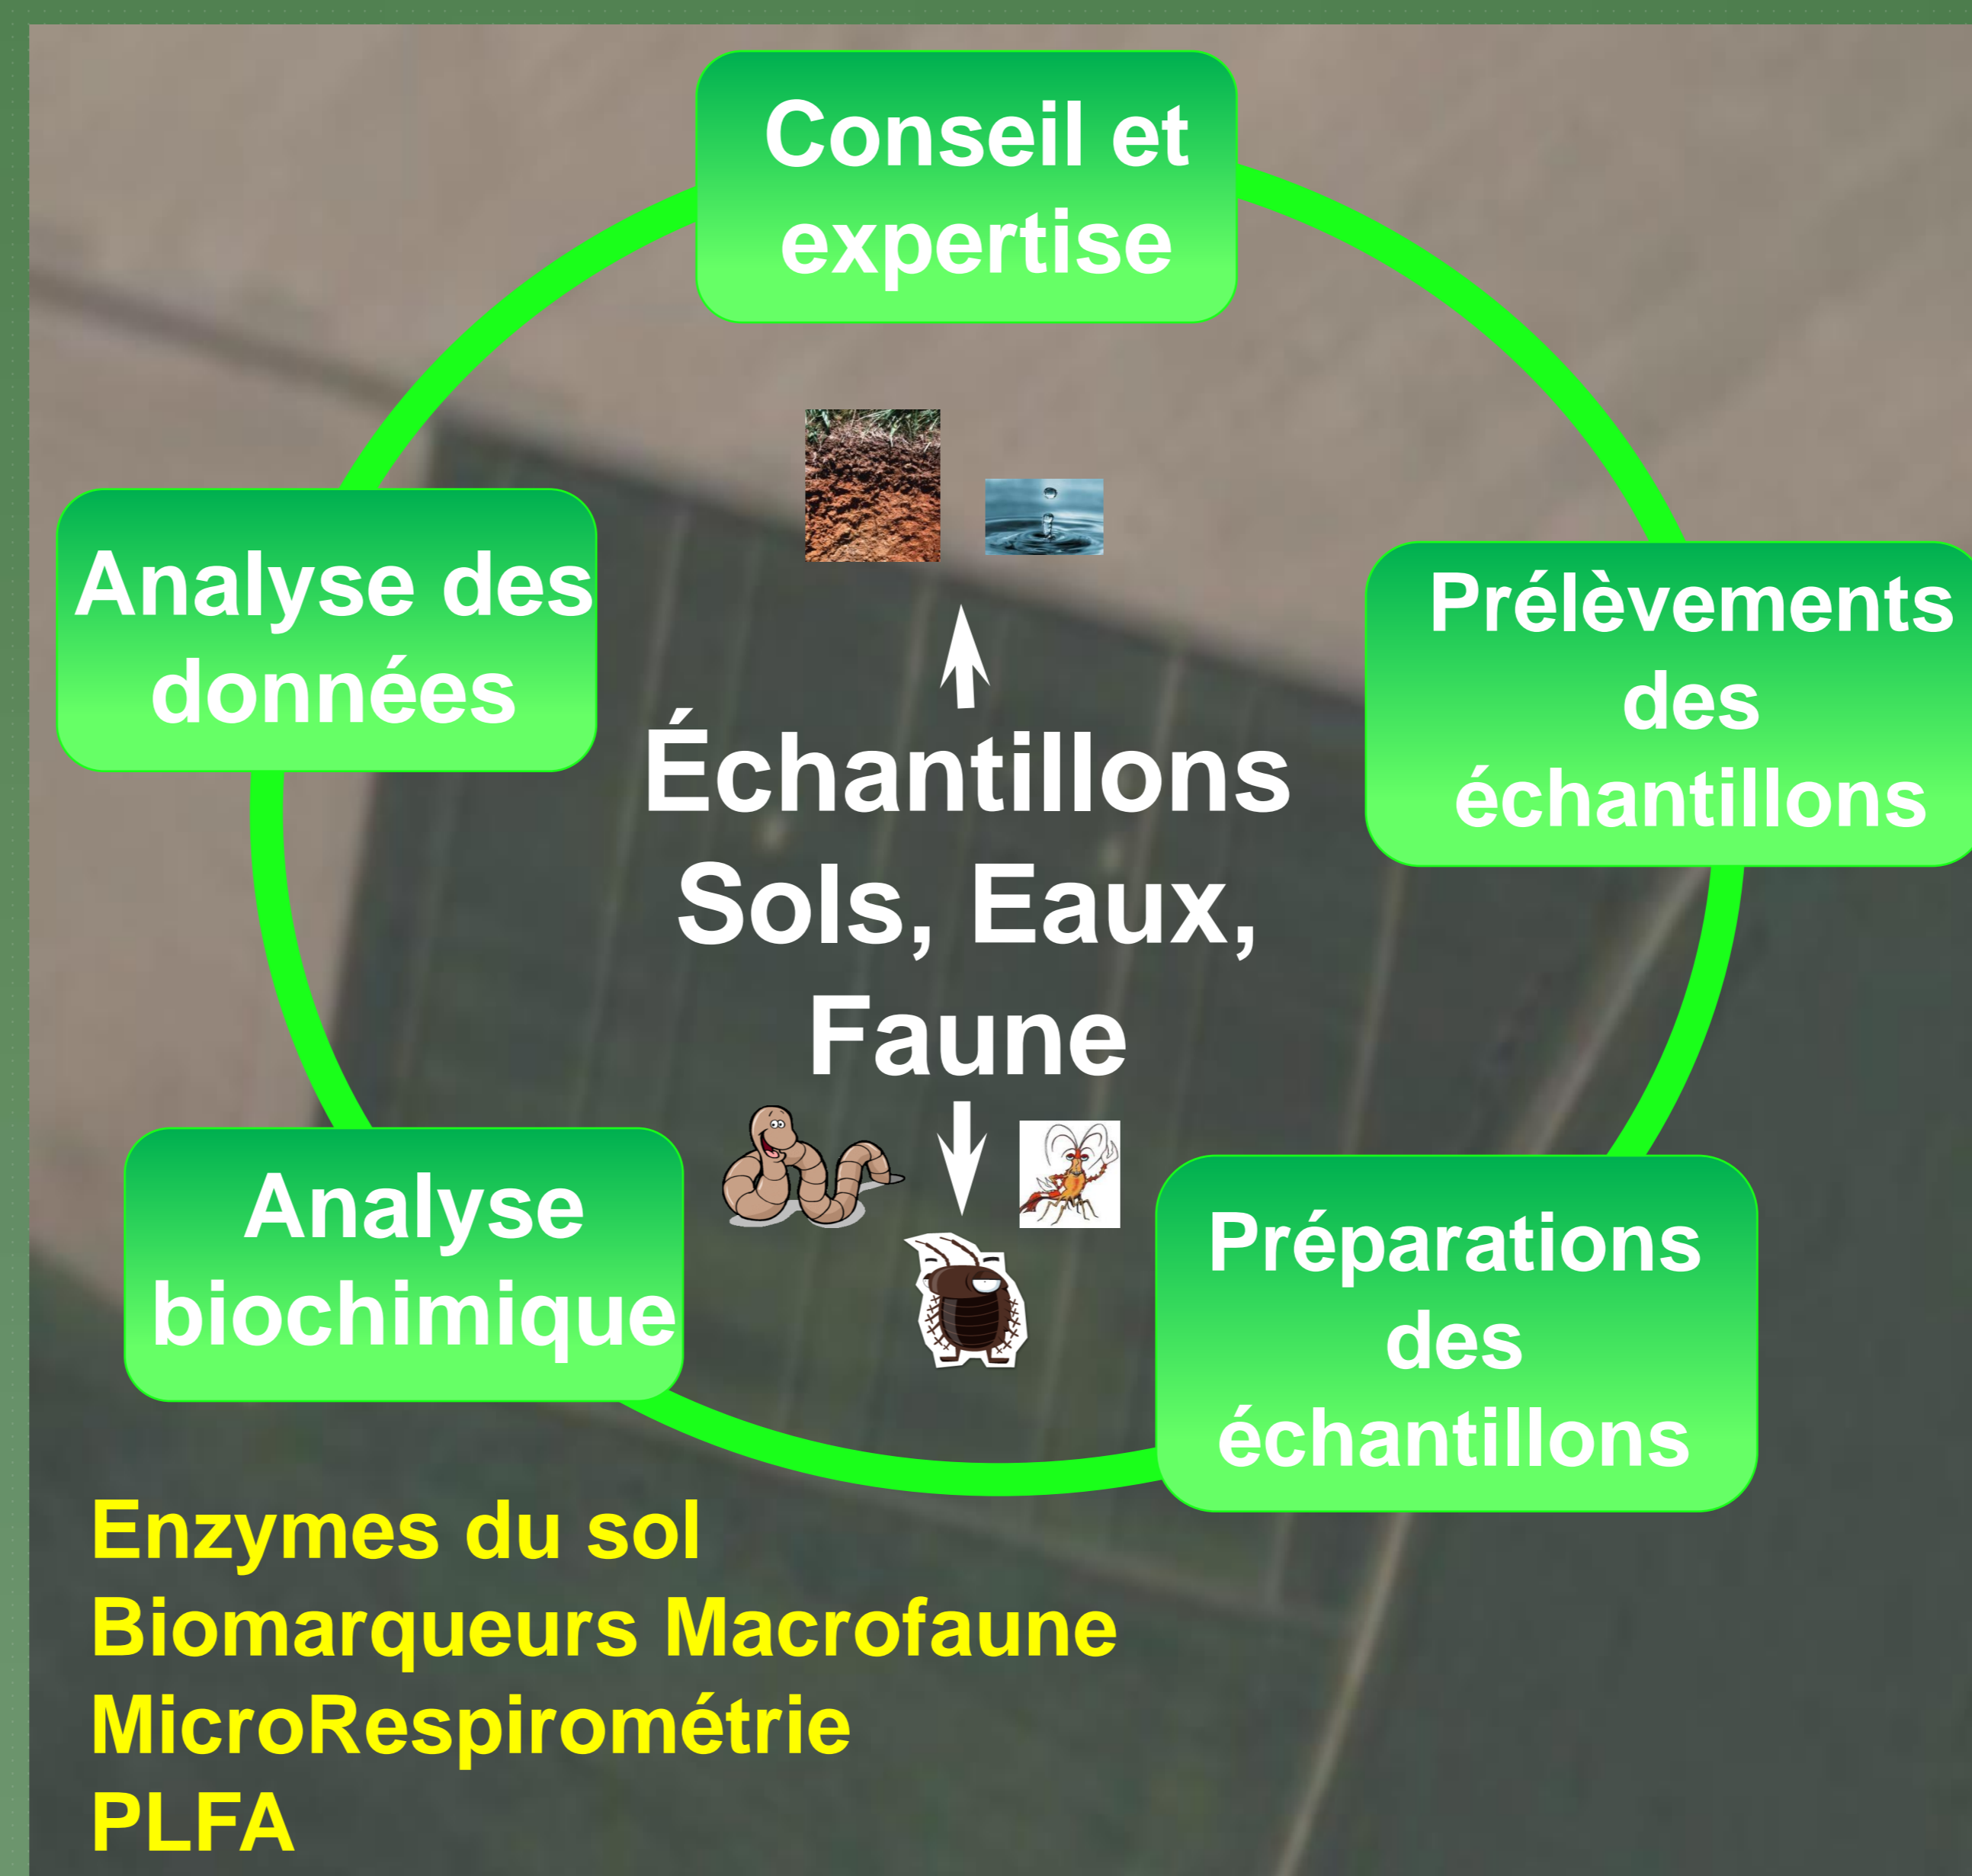 Conseil et
expertise
Analyse des
données
Prélèvements
des
échantillons
Échantillons
Sols, Eaux,
Faune
Analyse
biochimique
Préparations
des
échantillons
Enzymes du sol
Biomarqueurs Macrofaune
MicroRespirométrie
PLFA